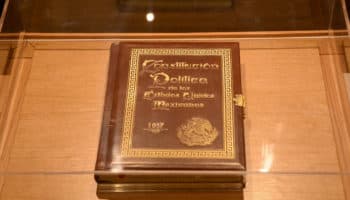 Constitución
Política
de los
Estados Unidos
Mexicanos
1917